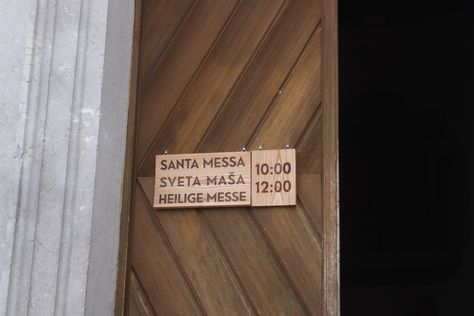 SANTA MESSA
SVETA MAŠA
HEILIGE MESSE
10:00
12:00